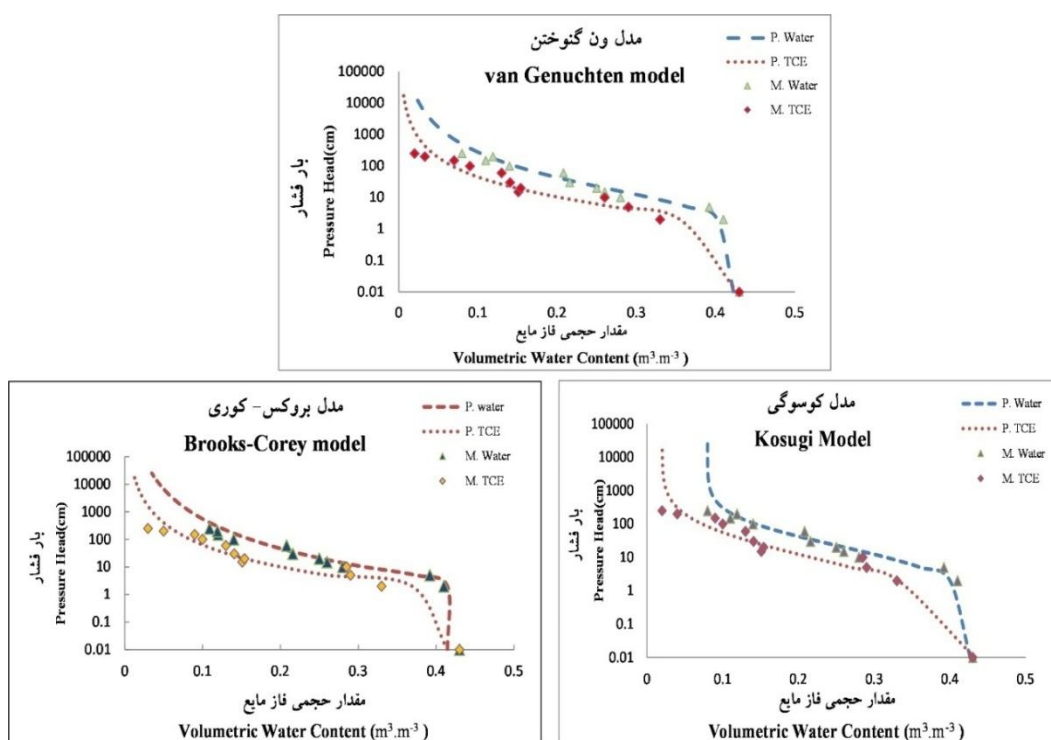 مدل ون گنوختن
van Genuchten model
P. Water
P. TCE
M. Water
M. TCE
100000
10000
1000
100
10
1
0.1
0.01
بار فشار
Pressure Head(cm)
0
0.1
0.2
0.3
0.4
0.5
مقدار حجمی فاز مایع
Volumetric Water Content (m³.m⁻³)
مدل بروکس- کوری
Brooks-Corey model
P. water
P. TCE
M. Water
M. TCE
100000
10000
1000
100
10
1
0.1
0.01
بار فشار
Pressure Head(cm)
0
0.1
0.2
0.3
0.4
0.5
مقدار حجمی فاز مایع
Volumetric Water Content (m³.m⁻³)
مدل کوسوگی
Kosugi Model
P. Water
P. TCE
M. Water
M. TCE
100000
10000
1000
100
10
1
0.1
0.01
بار فشار
Pressure Head(cm)
0
0.1
0.2
0.3
0.4
0.5
مقدار حجمی فاز مایع
Volumetric Water Content (m³.m⁻³)